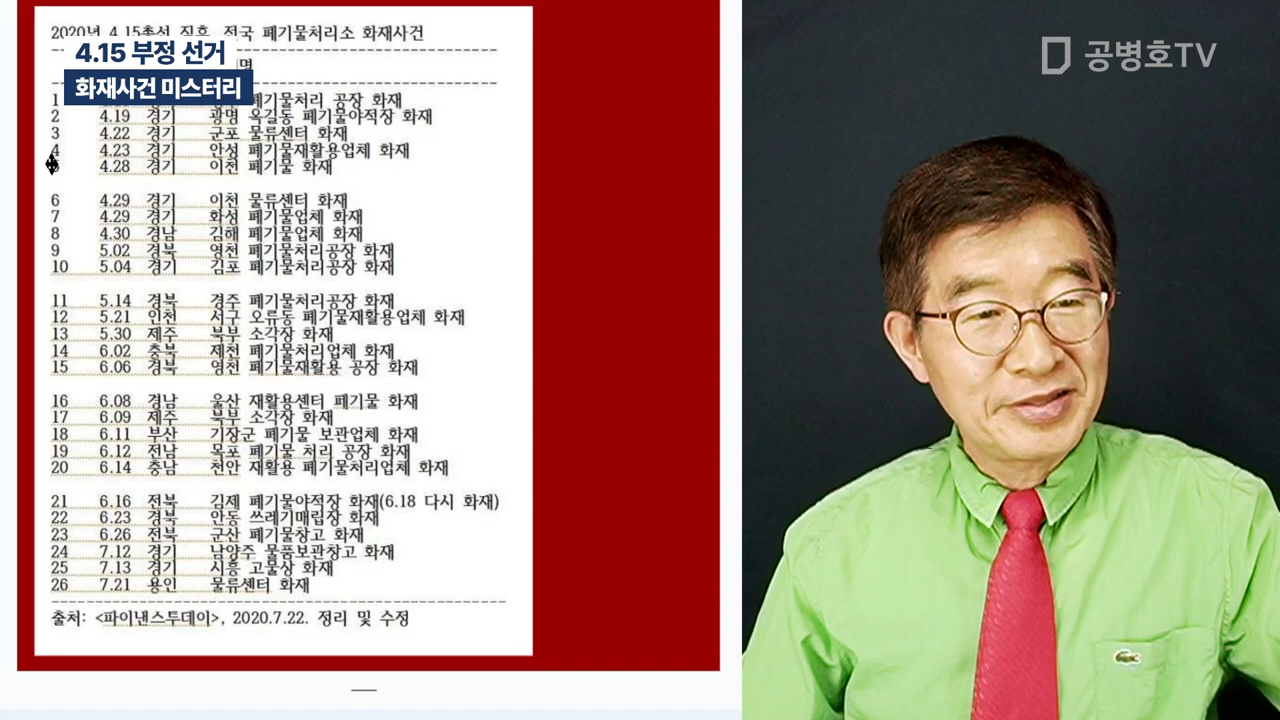 2020년 4.15총선 직후, 전국 폐기물처리소 화재사건
4.15 부정 선거
명
화재사건 미스터리
1 폐기물처리 공장 화재
2 4.19 경기 광명 옥길동 폐기물야적장 화재
3 4.22 경기 군포 물류센터 화재
4 4.23 경기 안성 폐기물재활용업체 화재
4.28 경기 이천 폐기물 화재
6 4.29 경기 이천 물류센터 화재
7 4.29 경기 화성 폐기물업체 화재
8 4.30 경남 김해 폐기물업체 화재
9 5.02 경북 영천 폐기물처리공장 화재
10 5.04 경기 김포 폐기물처리공장 화재
11 5.14 경북 경주 폐기물처리공장 화재
12 5.21 인천 서구 오류동 폐기물재활용업체 화재
13 5.30 제주 북부 소각장 화재
14 6.02 충북 제천 폐기물처리업체 화재
15 6.06 경북 영천 폐기물재활용 공장 화재
16 6.08 경남 울산 재활용센터 폐기물 화재
17 6.09 제주 북부 소각장 화재
18 6.11 부산 기장군 폐기물 보관업체 화재
19 6.12 전남 목포 폐기물 처리 공장 화재
20 6.14 충남 천안 재활용 폐기물처리업체 화재
21 6.16 전북 김제 폐기물야적장 화재(6.18 다시 화재)
22 6.23 경북 안동 쓰레기매립장 화재
23 6.26 전북 군산 폐기물창고 화재
24 7.12 경기 남양주 물품보관창고 화재
25 7.13 경기 시흥 고물상 화재
26 7.21 용인 물류센터 화재
출처: <파이낸스투데이>, 2020.7.22. 정리 및 수정
공병호TV